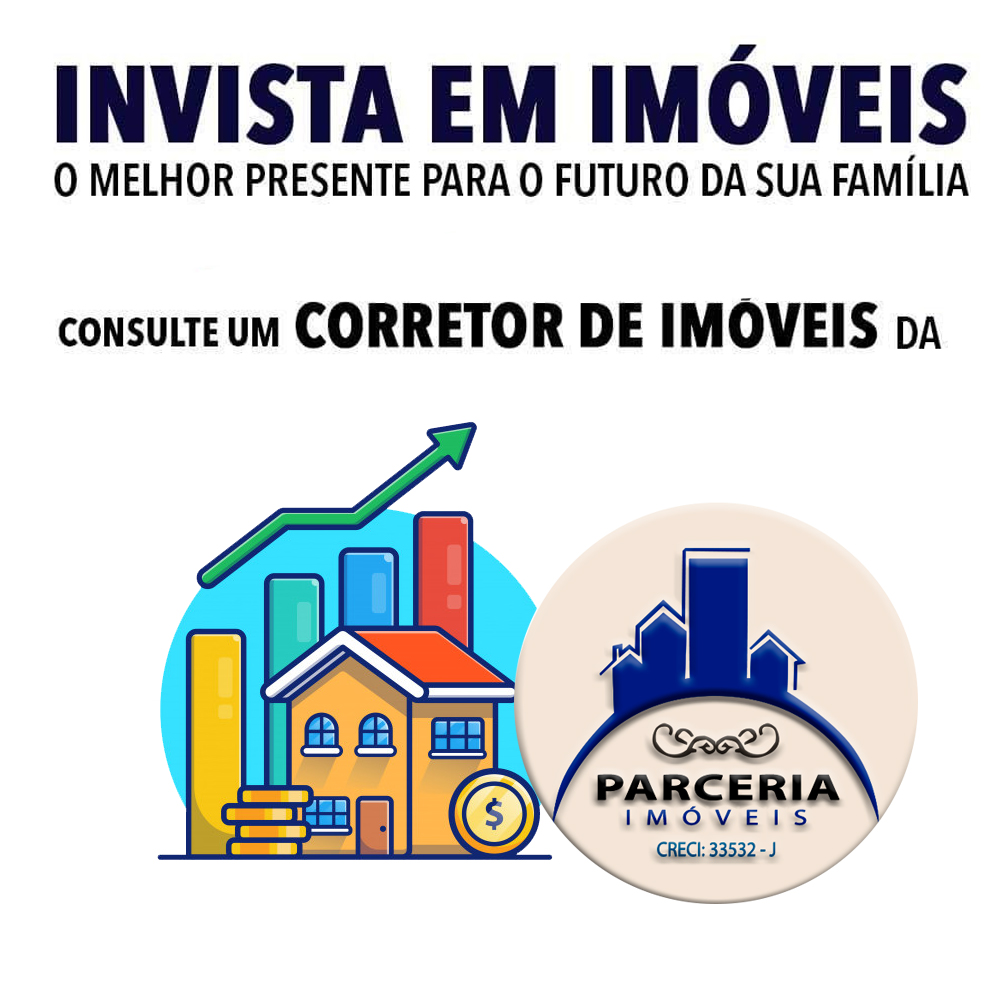 INVISTA EM IMÓVEIS
O MELHOR PRESENTE PARA O FUTURO DA SUA FAMÍLIA
CONSULTE UM CORRETOR DE IMÓVEIS DA
$
PARCERIA
IMÓVEIS
CRECI: 33532 - J